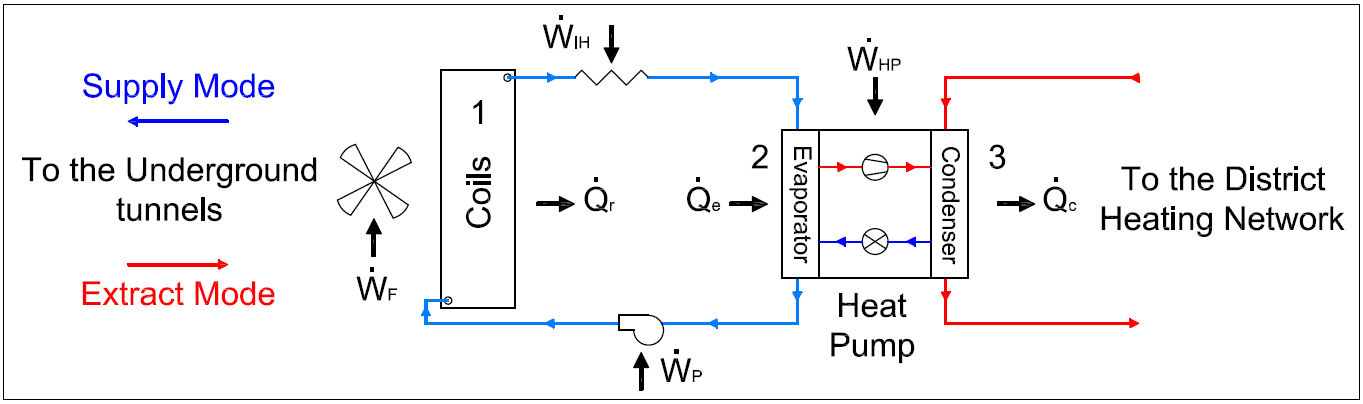 Supply Mode
To the Underground
tunnels
Extract Mode
ẆF
1
Coils
Q̇r
ẆIH
ẆP
Q̇e
2
Evaporator
ẆHP
Condenser
3
Heat
Pump
Q̇c
To the District
Heating Network